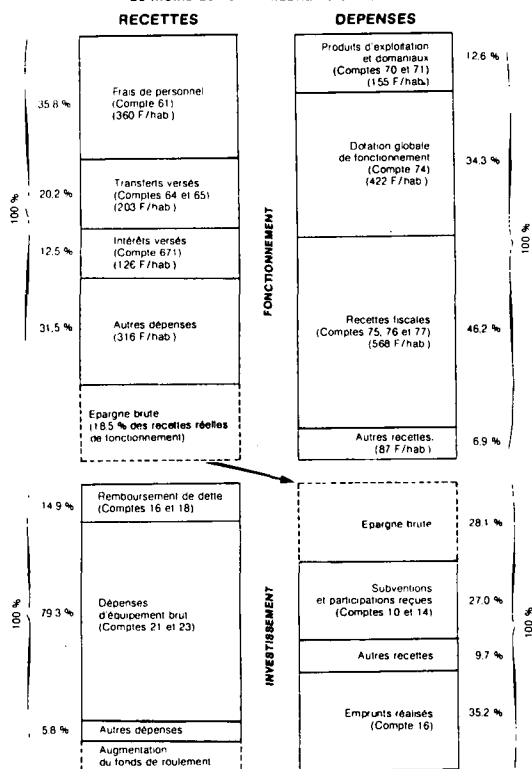 RECETTES
DEPENSES
35.8 %
Frais de personnel
(Compte 61)
(360 F/hab)
20.2 %
Transferts versés
(Comptes 64 et 65)
(203 F/hab)
12.5 %
Intérêts versés
(Compte 671)
(126 F/hab)
31,5 %
Autres dépenses
(316 F/hab)
100 %
Epargne brute
(18.5 % des recettes réelles
de fonctionnement)
FONCTIONNEMENT
Produits d'exploitation
et domaniaux
(Comptes 70 et 71)
(155 F/hab.)
12.6 %
Dotation globale
de fonctionnement
(Compte 74)
(422 F/hab)
34.3 %
Recettes fiscales
(Comptes 75, 76 et 77)
(568 F/hab)
46.2 %
Autres recettes.
(87 F/hab)
6.9 %
100 %
14.9 %
Remboursement de dette
(Comptes 16 et 18)
79.3 %
Dépenses
d'équipement brut
(Comptes 21 et 23)
5.8 %
Autres dépenses
Augmentation
du fonds de roulement
100 %
INVESTISSEMENT
Epargne brute
28.1 %
Subventions
et participations reçues
(Comptes 10 et 14)
27.0 %
Autres recettes
9.7 %
Emprunts réalisés
(Compte 16)
35.2 %
100 %